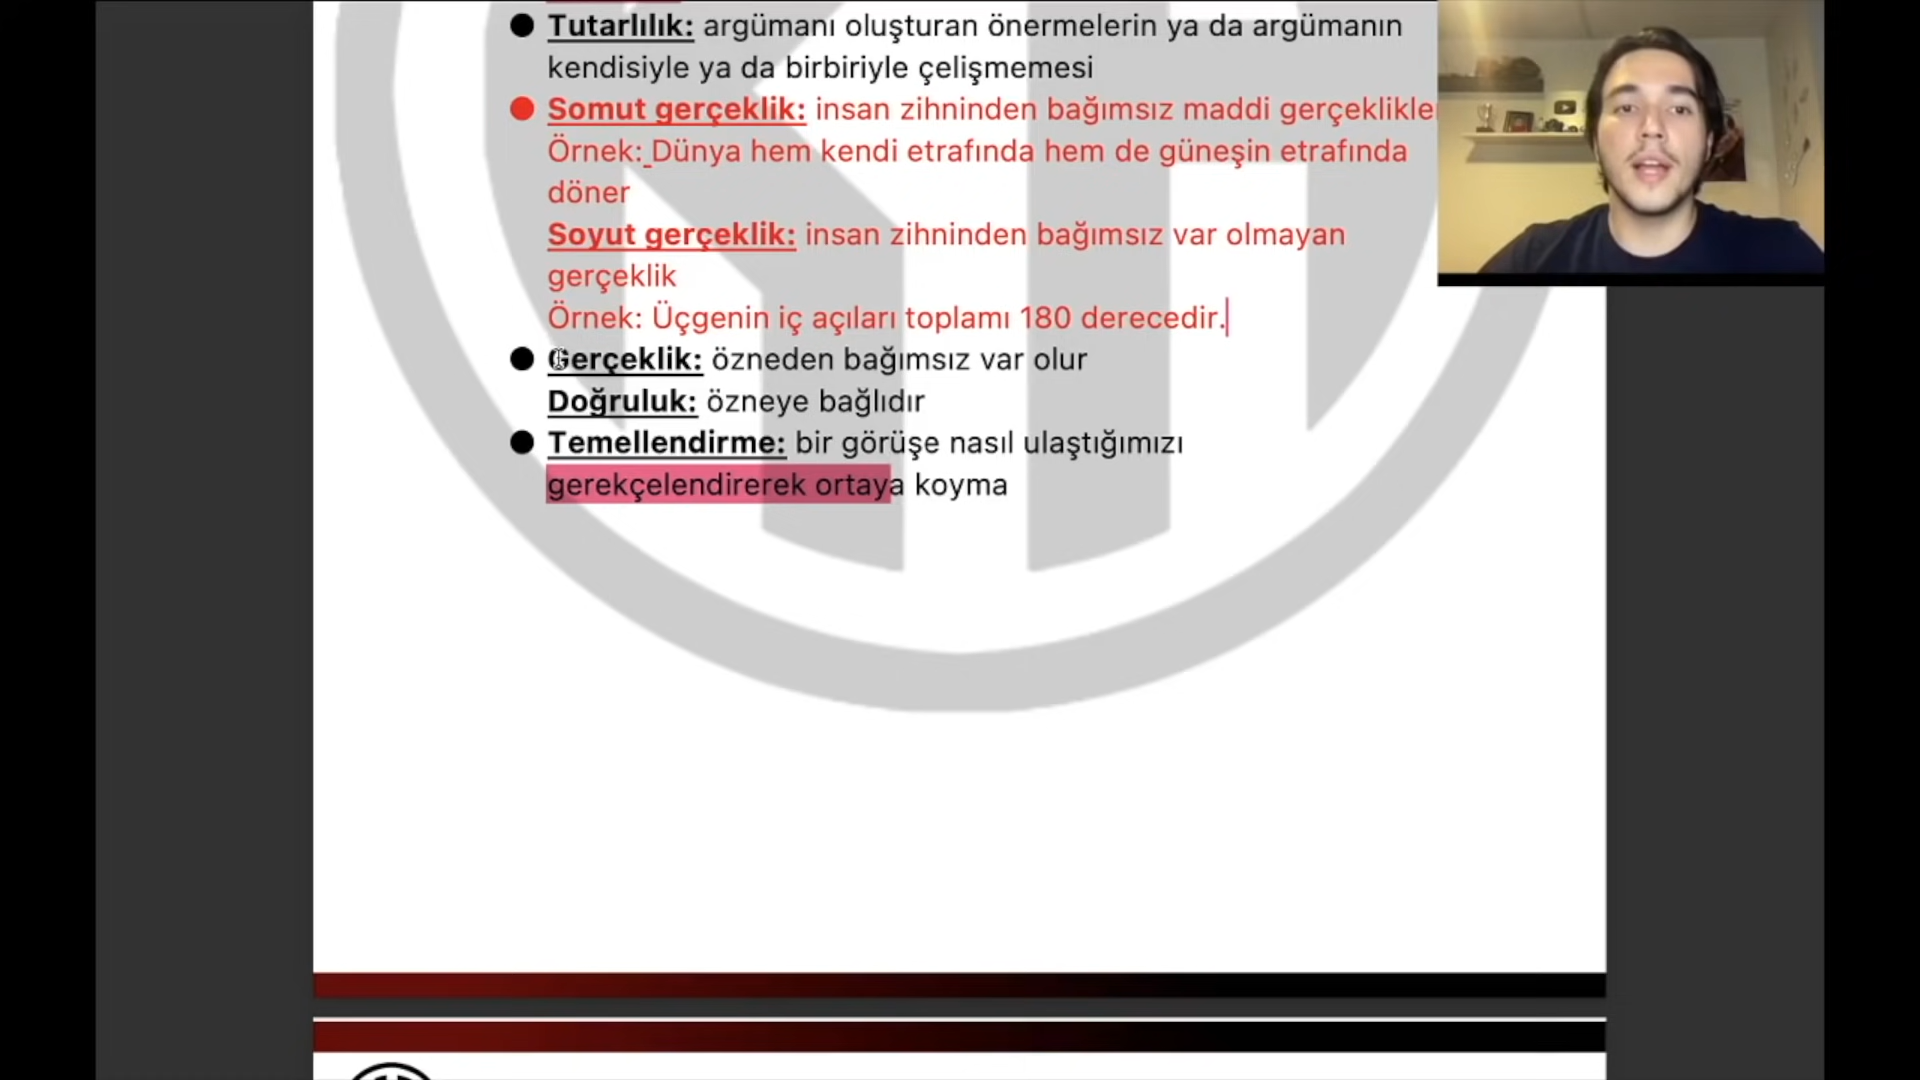 Tutarlılık: argümanı oluşturan önermelerin ya da argümanın
kendisiyle ya da birbiriyle çelişmemesi
Somut gerçeklik: insan zihninden bağımsız maddi gerçeklikler
Örnek: Dünya hem kendi etrafında hem de güneşin etrafında
döner
Soyut gerçeklik: insan zihninden bağımsız var olmayan
gerçeklik
Örnek: Üçgenin iç açıları toplamı 180 derecedir.
Gerçeklik: özneden bağımsız var olur
Doğruluk: özneye bağlıdır
Temellendirme: bir görüşe nasıl ulaştığımızı
gerekçelendirerek ortaya koyma